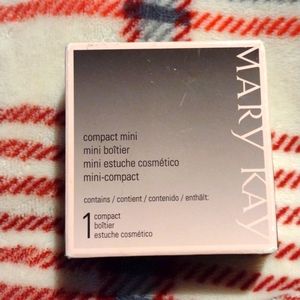 MARY KAY
compact mini
mini boîtier
mini estuche cosmético
mini-compact
contains / contient / contenido / enthält:
1 compact
boîtier
estuche cosmético